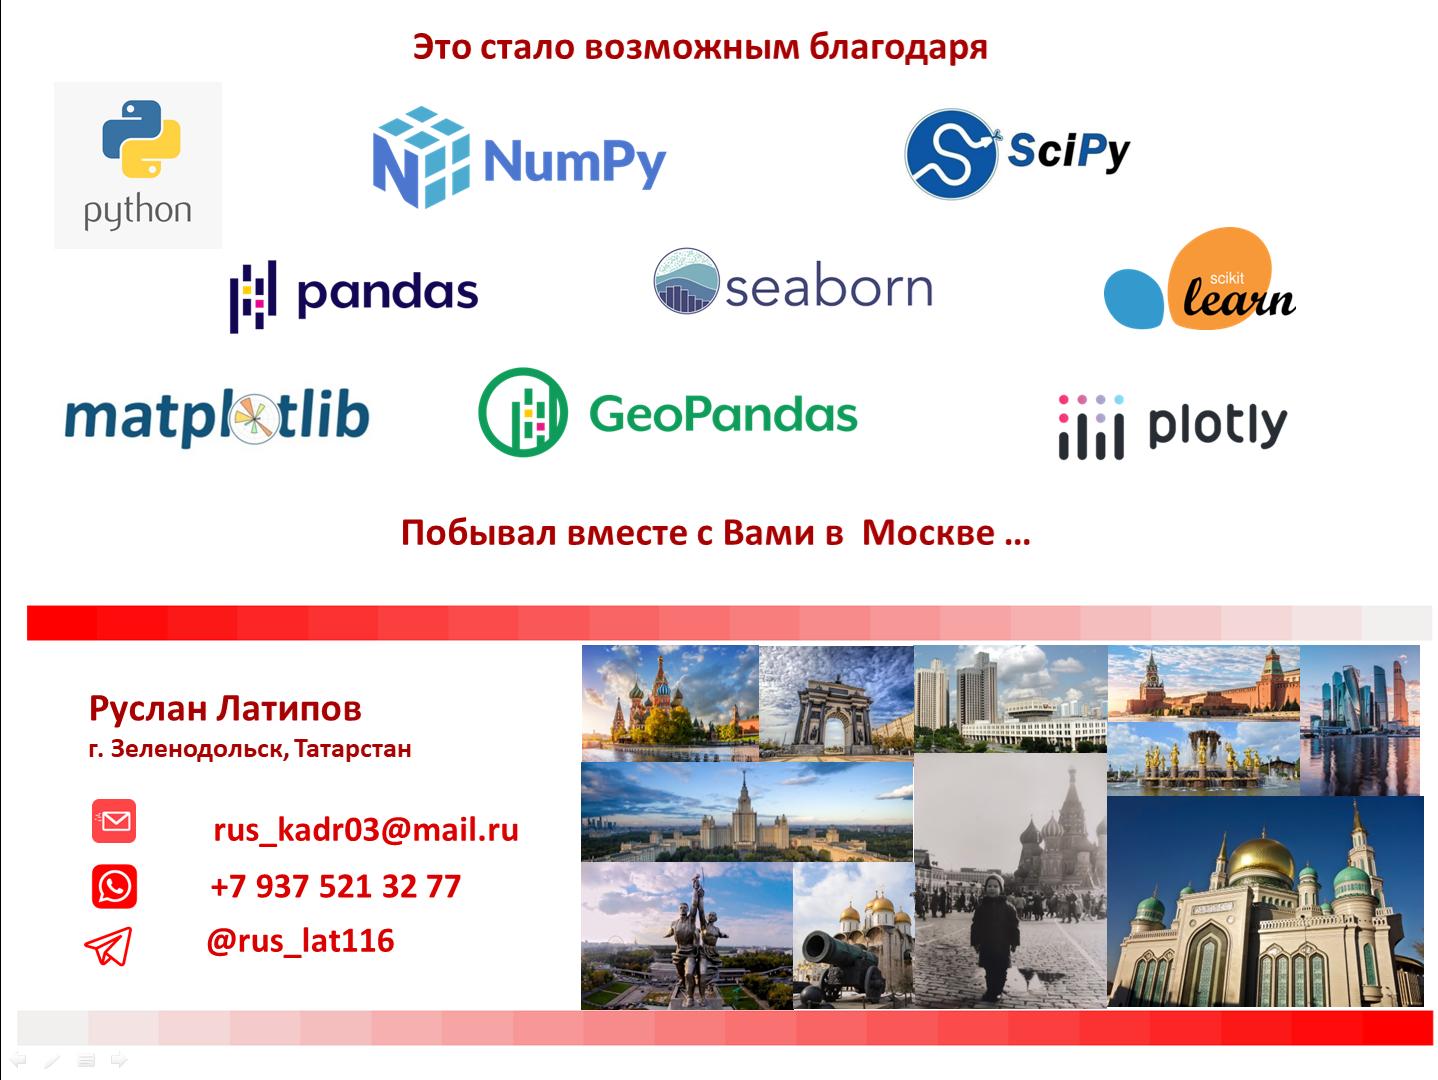 Это стало возможным благодаря
python
NumPy
SciPy
pandas
seaborn
scikit
learn
matplotlib
GeoPandas
plotly
Побывал вместе с Вами в Москве ...
Руслан Латипов
г. Зеленодольск, Татарстан
rus_kadr03@mail.ru
+7 937 521 32 77
@rus_lat116